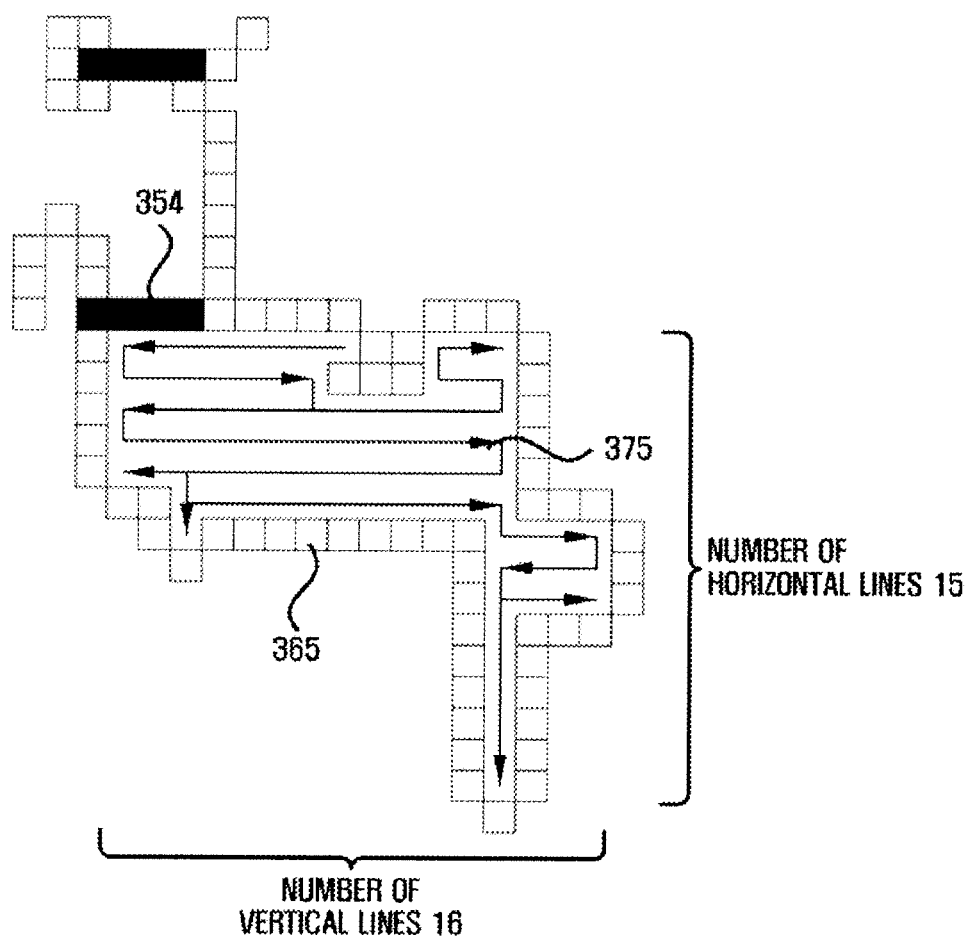 354
375
NUMBER OF
HORIZONTAL LINES 15
365
NUMBER OF
VERTICAL LINES 16